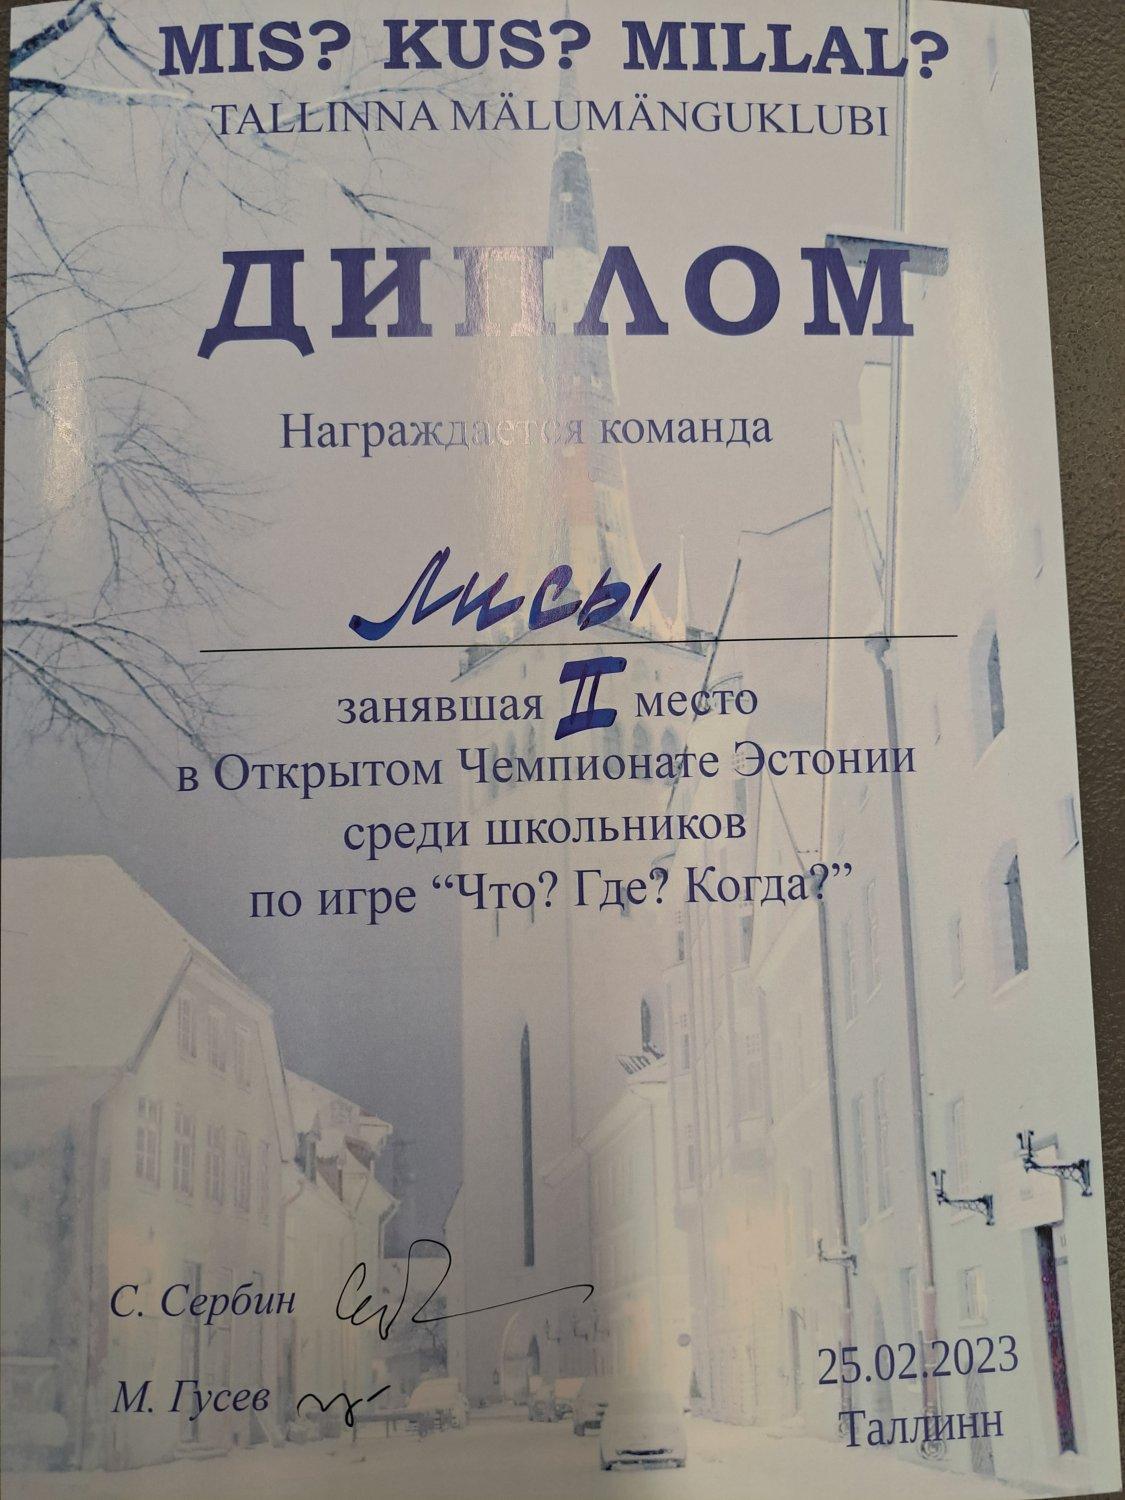 MIS? KUS? MILLAL?
TALLINNA MÄLUMÄNGUKLUBI
ДИПЛОМ
Награждается команда
Лисы
занявшая II место
в Открытом Чемпионате Эстонии
среди школьников
по игре “Что? Где? Когда?”
С. Сербин
М. Гусев
25.02.2023
Таллинн